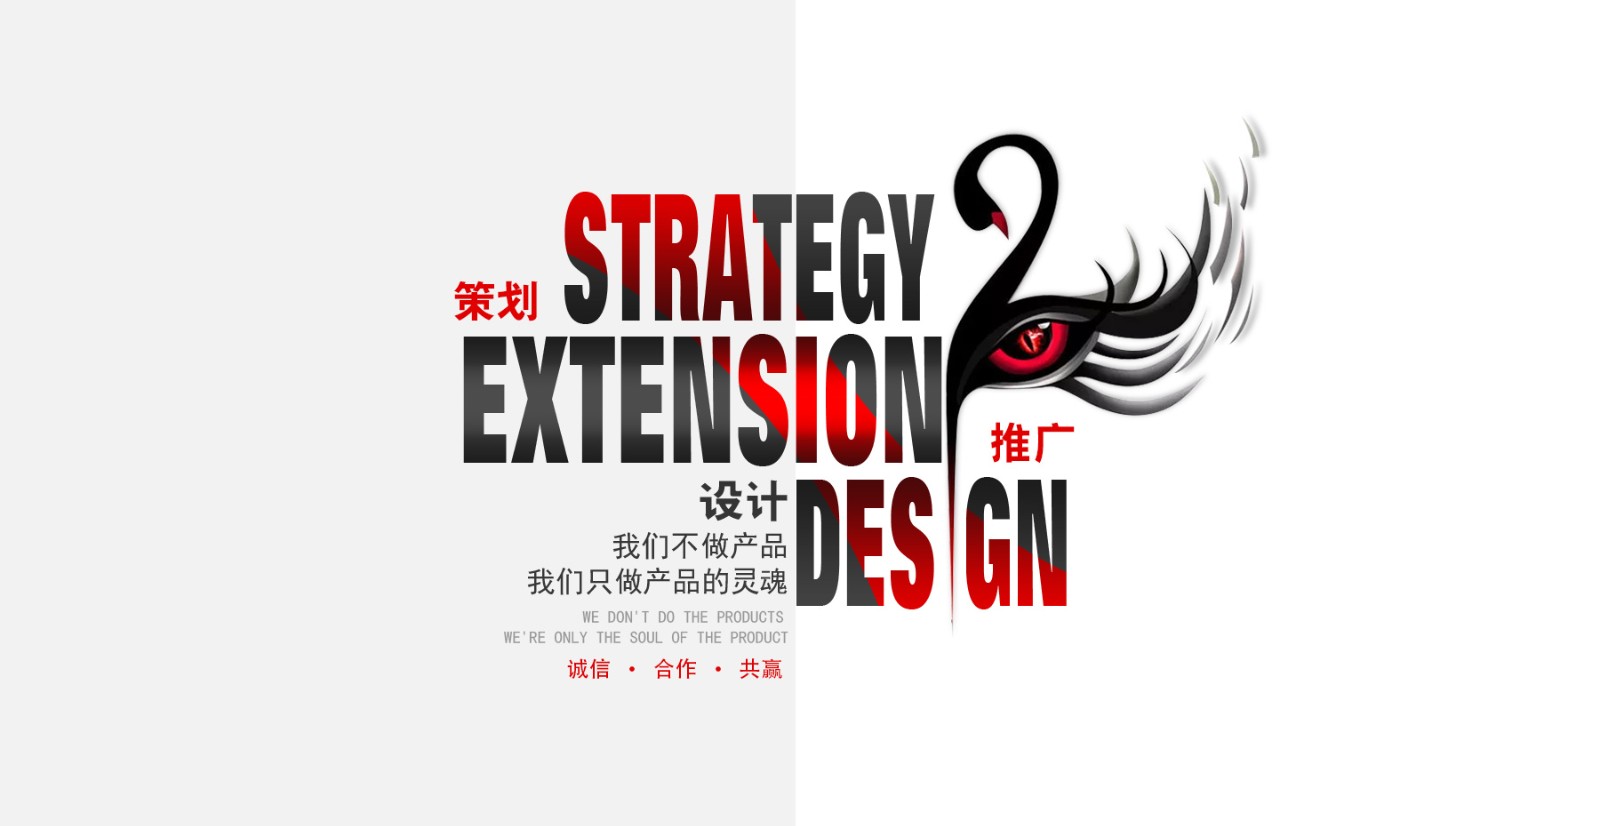 策划
STRATEGY
EXTENSION
推广
设计
DESIGN
我们不做产品
我们只做产品的灵魂
WE DON'T DO THE PRODUCTS
WE'RE ONLY THE SOUL OF THE PRODUCT
诚信 · 合作 · 共赢